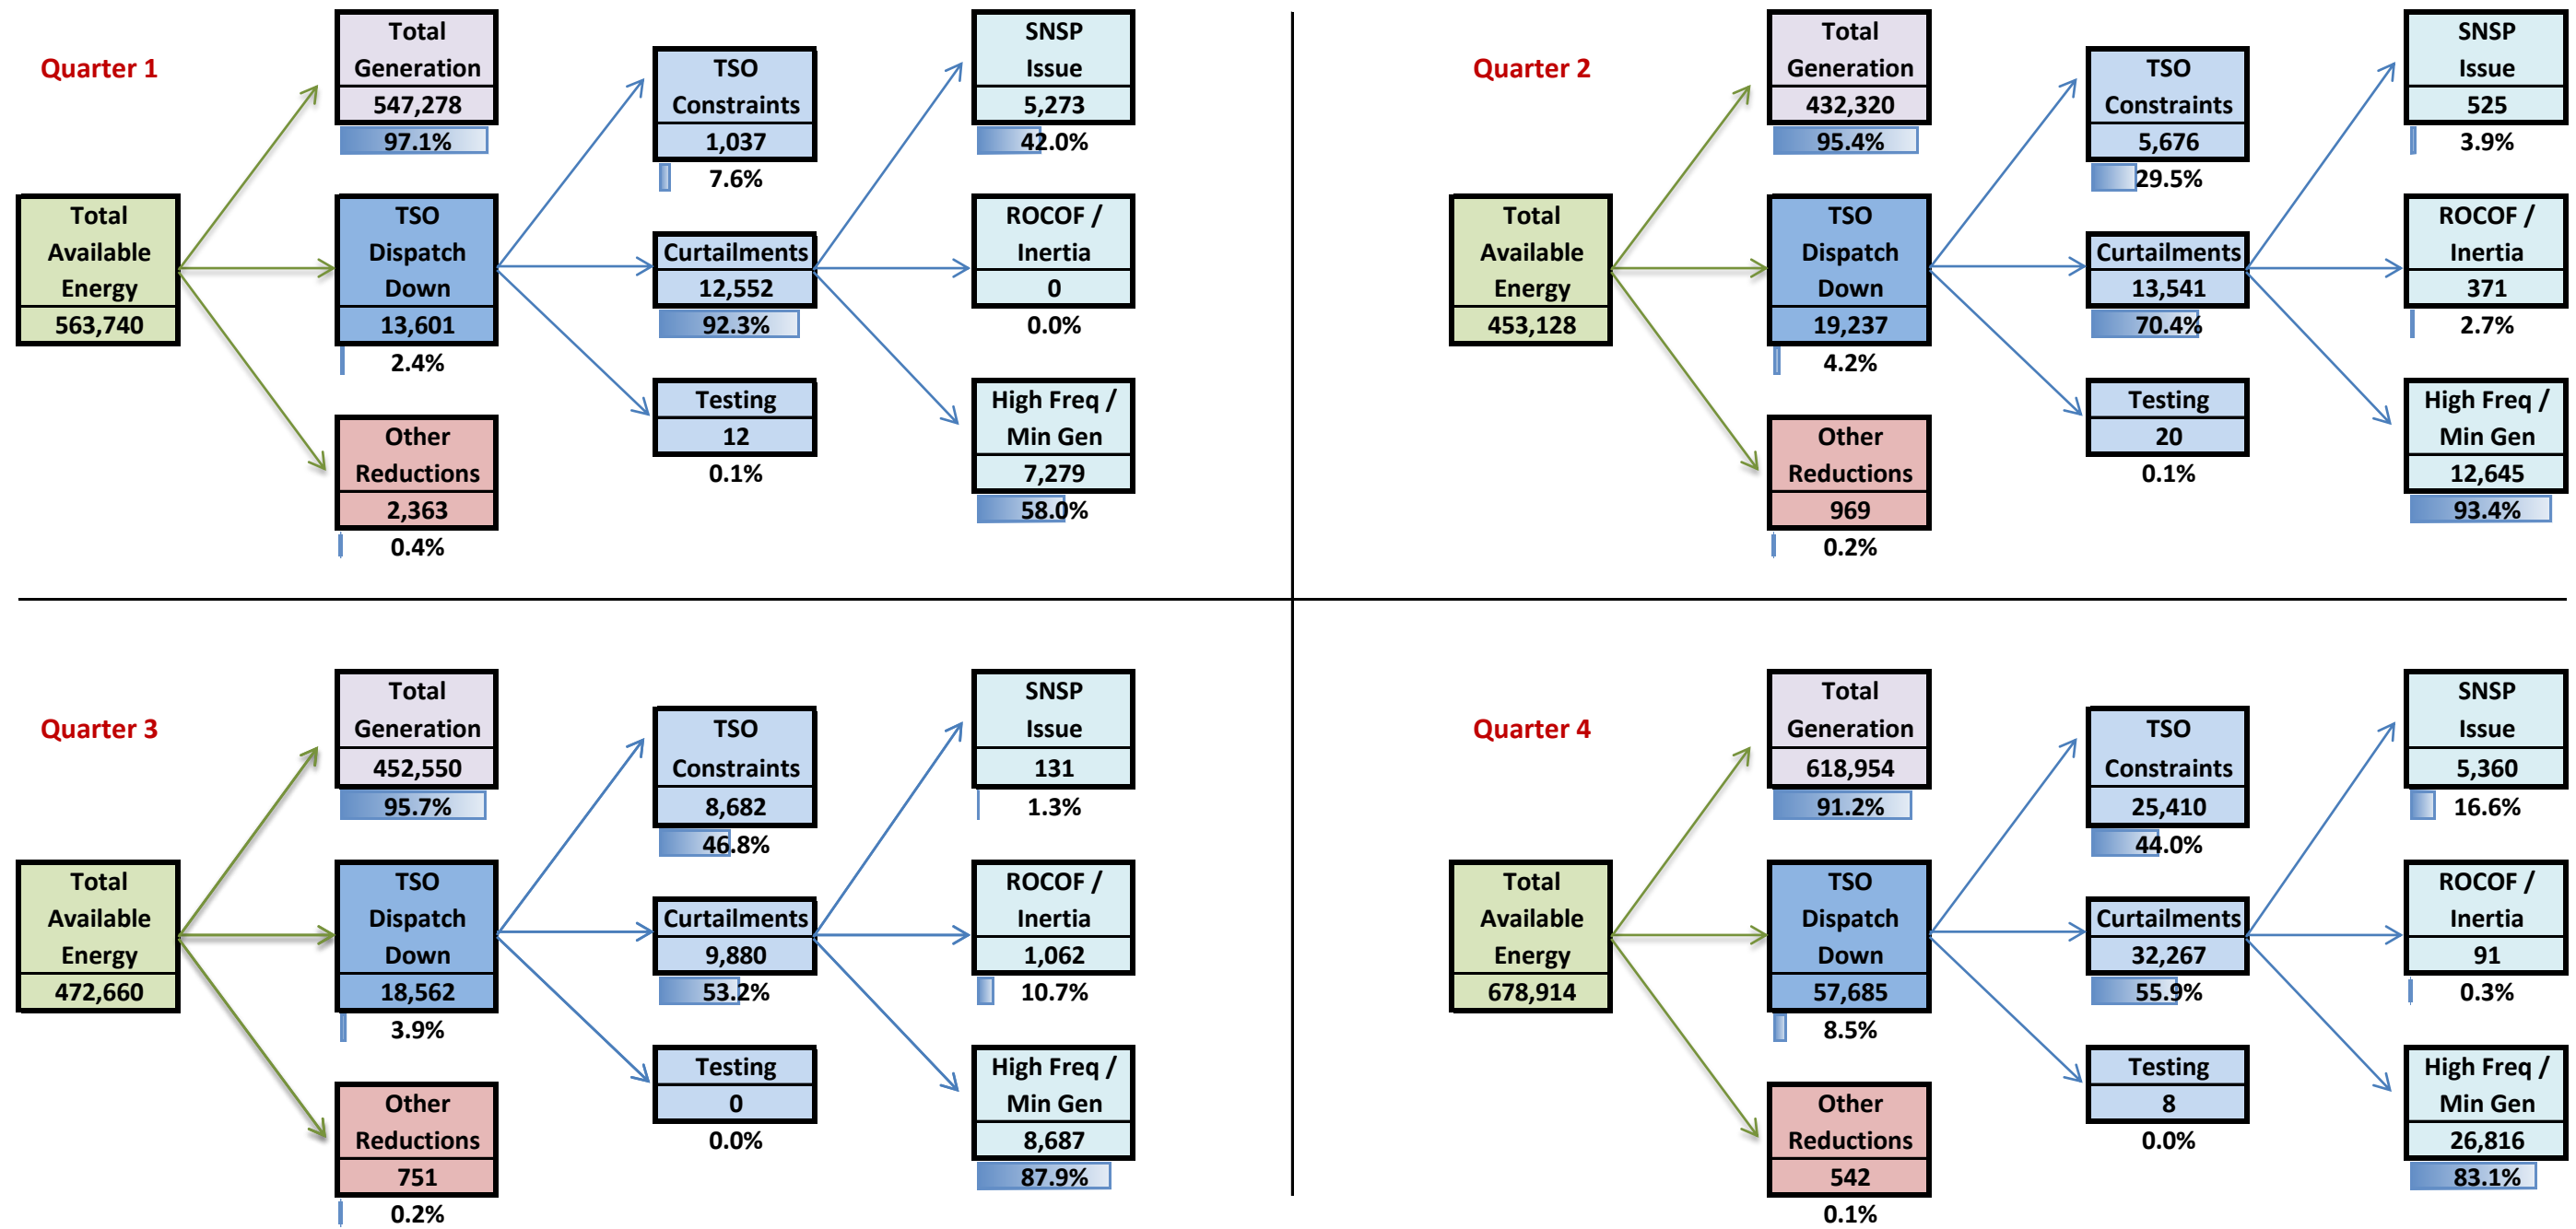 Quarter 1
Total
Available
Energy
563,740
Total
Generation
547,278
97.1%
TSO
Dispatch
Down
13,601
2.4%
Other
Reductions
2,363
0.4%
TSO
Constraints
1,037
7.6%
Curtailments
12,552
92.3%
Testing
12
0.1%
SNSP
Issue
5,273
42.0%
ROCOF /
Inertia
0
0.0%
High Freq /
Min Gen
7,279
58.0%
Quarter 2
Total
Available
Energy
453,128
Total
Generation
432,320
95.4%
TSO
Dispatch
Down
19,237
4.2%
Other
Reductions
969
0.2%
TSO
Constraints
5,676
29.5%
Curtailments
13,541
70.4%
Testing
20
0.1%
SNSP
Issue
525
3.9%
ROCOF /
Inertia
371
2.7%
High Freq /
Min Gen
12,645
93.4%
Quarter 3
Total
Available
Energy
472,660
Total
Generation
452,550
95.7%
TSO
Dispatch
Down
18,562
3.9%
Other
Reductions
751
0.2%
TSO
Constraints
8,682
46.8%
Curtailments
9,880
53.2%
Testing
0
0.0%
SNSP
Issue
131
1.3%
ROCOF /
Inertia
1,062
10.7%
High Freq /
Min Gen
8,687
87.9%
Quarter 4
Total
Available
Energy
678,914
Total
Generation
618,954
91.2%
TSO
Dispatch
Down
57,685
8.5%
Other
Reductions
542
0.1%
TSO
Constraints
25,410
44.0%
Curtailments
32,267
55.9%
Testing
8
0.0%
SNSP
Issue
5,360
16.6%
ROCOF /
Inertia
91
0.3%
High Freq /
Min Gen
26,816
83.1%